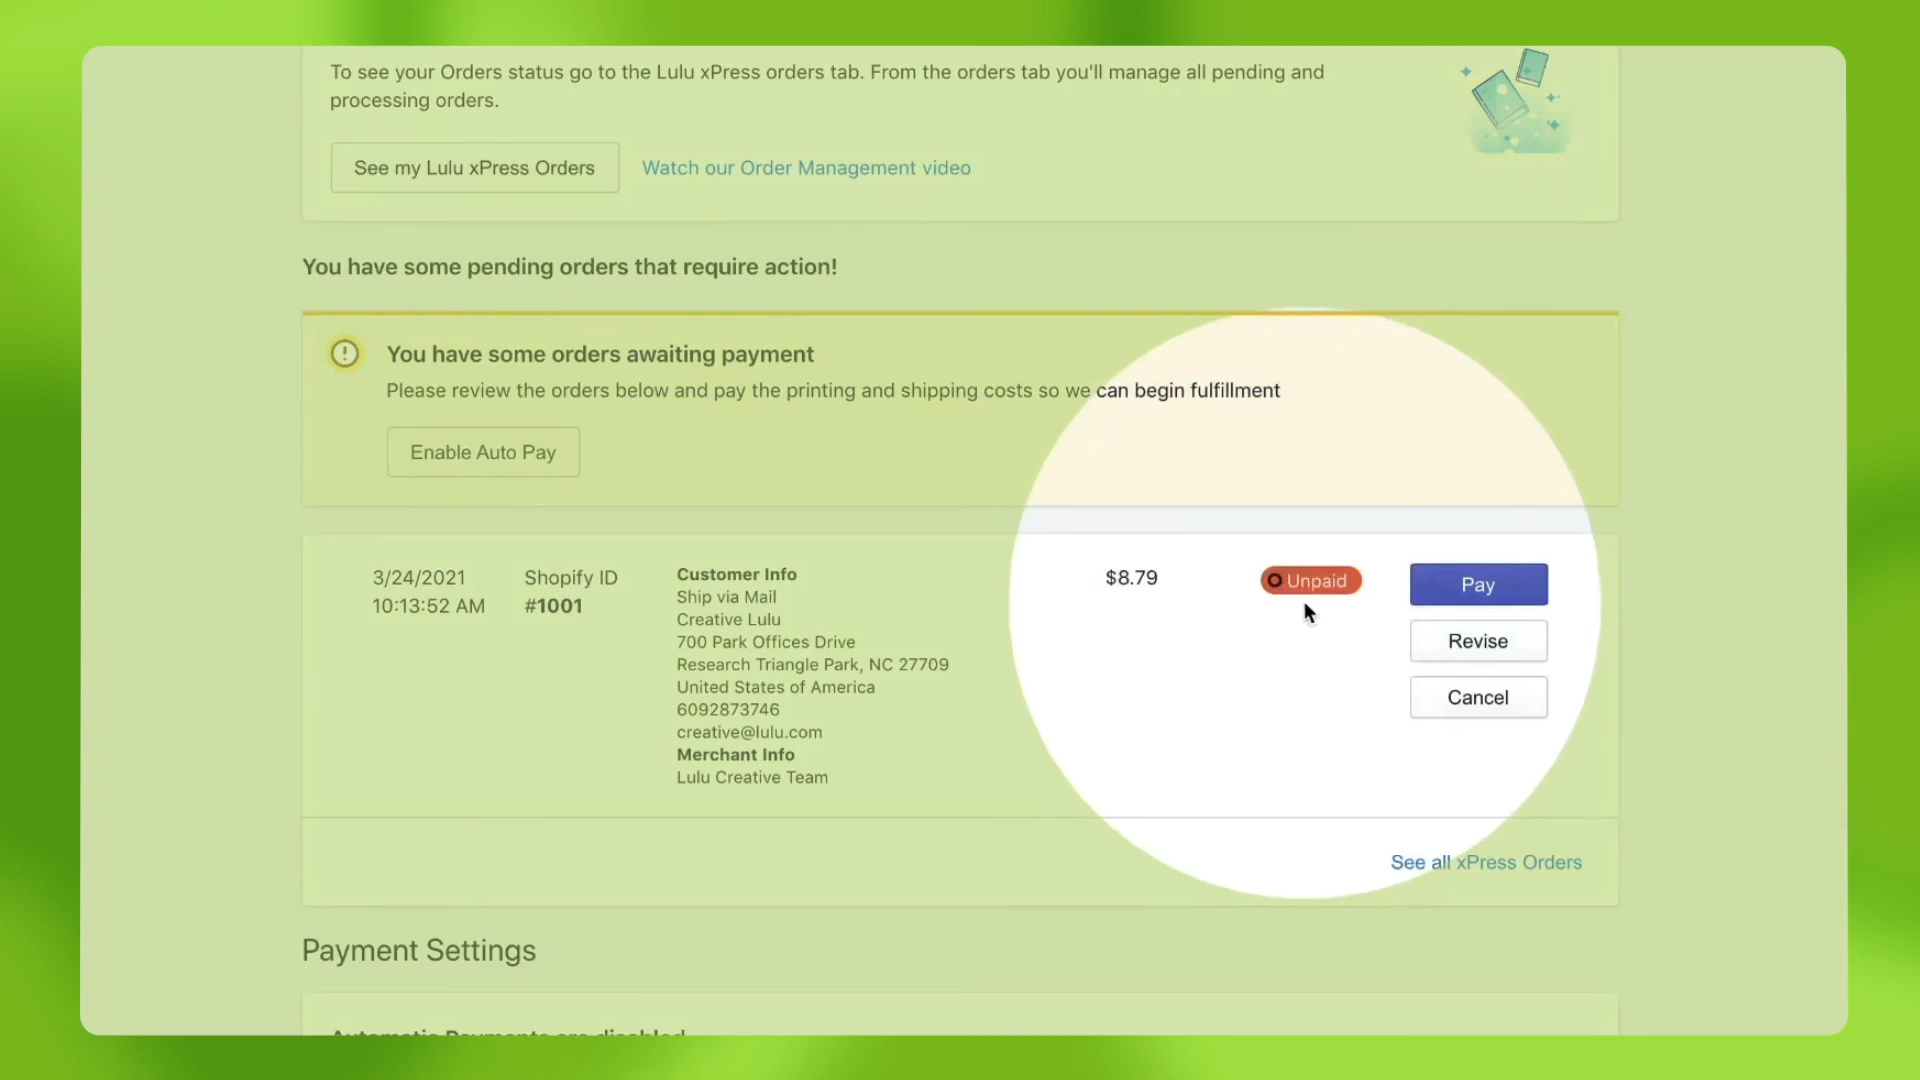 To see your Orders status go to the Lulu xPress orders tab. From the orders tab you'll manage all pending and
processing orders.
See my Lulu xPress Orders
Watch our Order Management video
You have some pending orders that require action!
You have some orders awaiting payment
Please review the orders below and pay the printing and shipping costs so we can begin fulfillment
Enable Auto Pay
3/24/2021
10:13:52 AM
Shopify ID
#1001
Customer Info
Ship via Mail
Creative Lulu
700 Park Offices Drive
Research Triangle Park, NC 27709
United States of America
6092873746
creative@lulu.com
Merchant Info
Lulu Creative Team
$8.79
Unpaid
Pay
Revise
Cancel
See all xPress Orders
Payment Settings
Automatic Payments are disabled